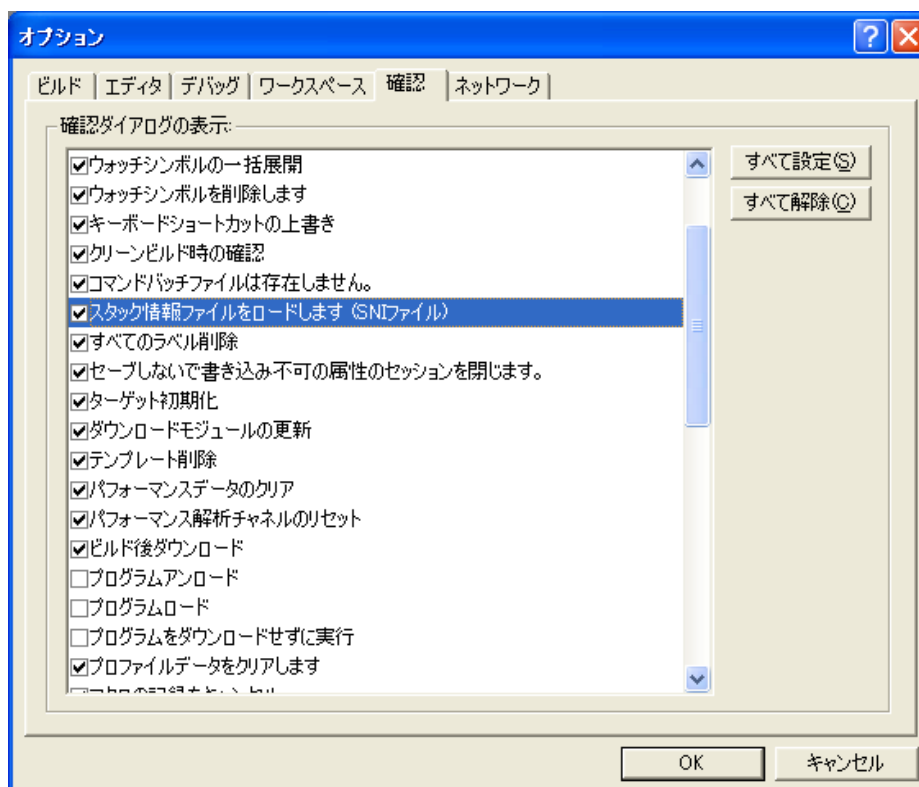 オプション
ビルド エディタ デバッグ ワークスペース 確認 ネットワーク
確認ダイアログの表示:
ウォッチシンボルの一括展開
ウォッチシンボルを削除します
キーボードショートカットの上書き
クリーンビルド時の確認
コマンドバッチファイルは存在しません。
スタック情報ファイルをロードします (SNIファイル)
すべてのラベル削除
セーブしないで書き込み不可の属性のセッションを閉じます。
ターゲット初期化
ダウンロードモジュールの更新
テンプレート削除
パフォーマンスデータのクリア
パフォーマンス解析チャネルのリセット
ビルド後ダウンロード
プログラムアンロード
プログラムロード
プログラムをダウンロードせずに実行
プロファイルデータをクリアします
すべて設定(S)
すべて解除(C)
OK キャンセル